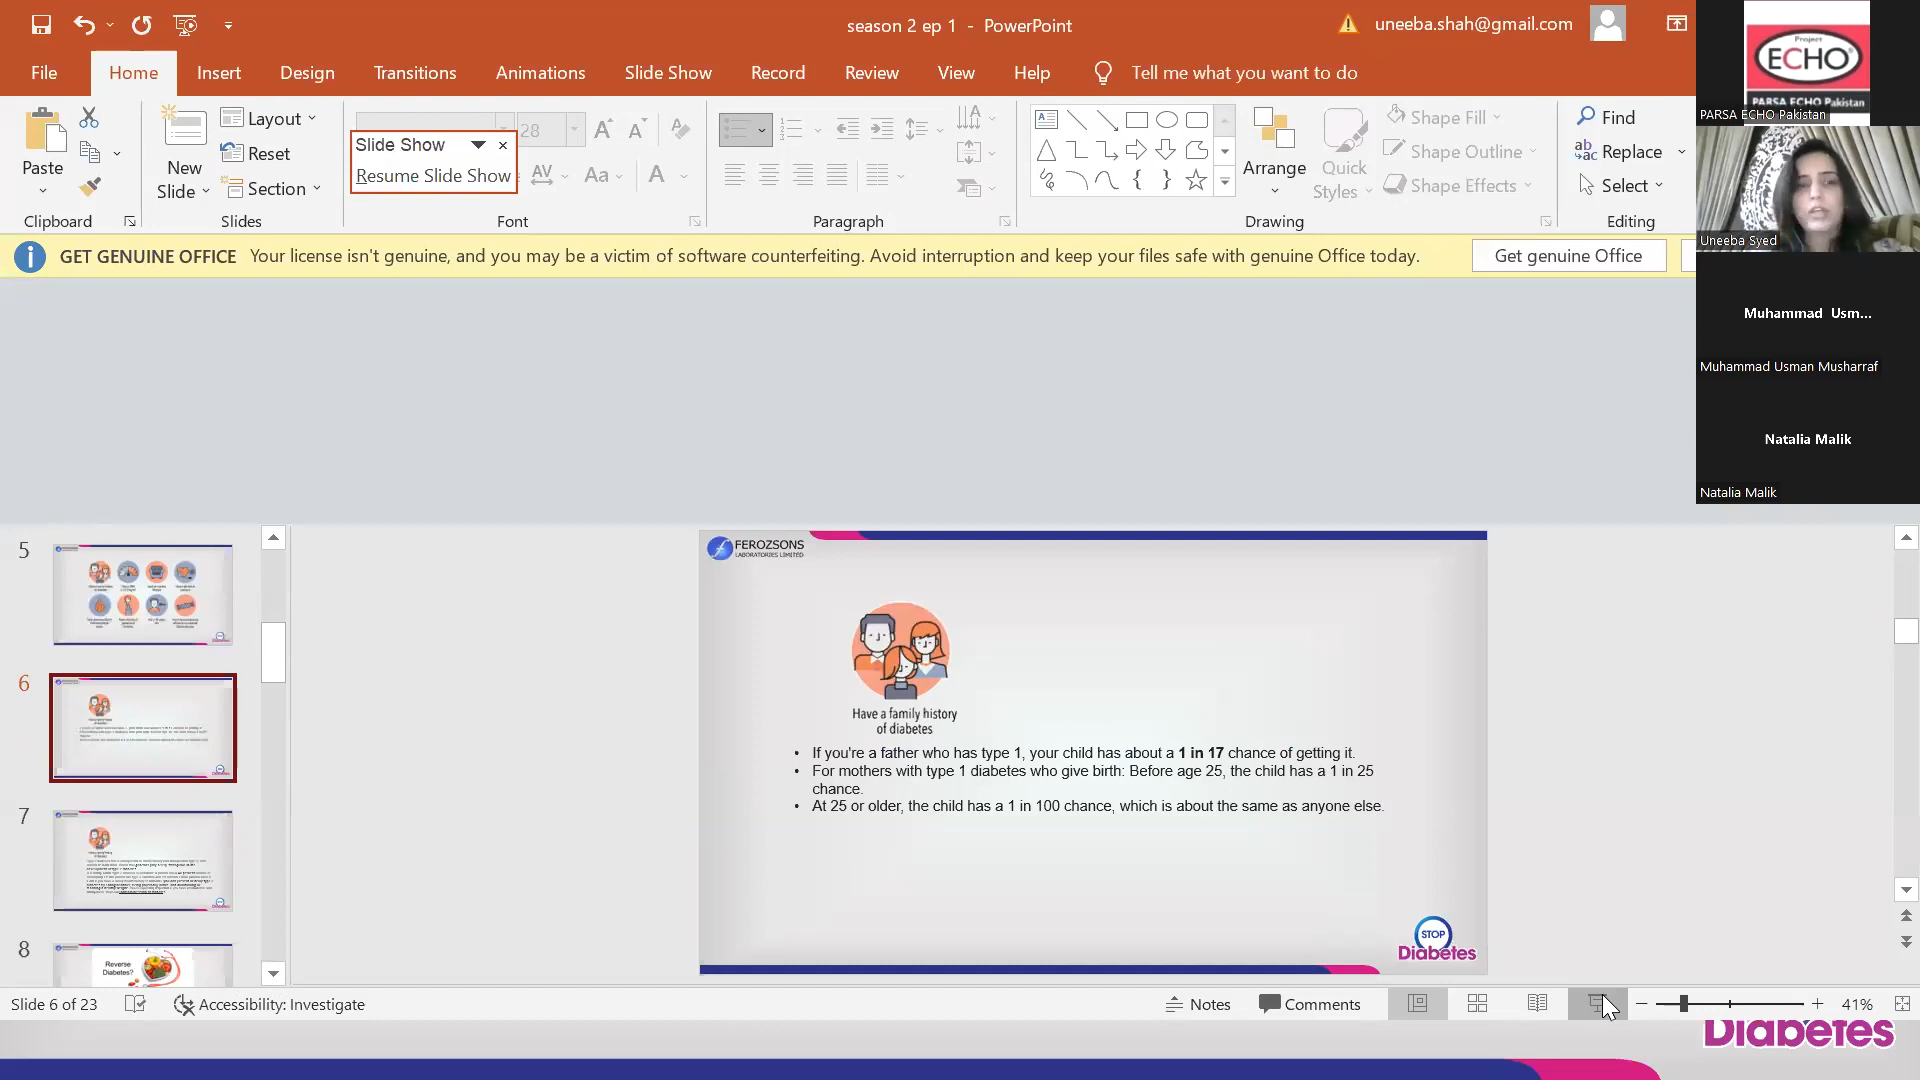 season 2 ep 1 - PowerPoint
uneeba.shah@gmail.com
File Home Insert Design Transitions Animations Slide Show Record Review View Help Tell me what you want to do
Paste
Clipboard
New
Slide
Layout
Reset
Section
Slides
Slide Show
Resume Slide Show
28
Aa
A
Font
Paragraph
Arrange
Quick
Styles
Shape Fill
Shape Outline
Shape Effects
Drawing
Find
Replace
Select
Editing
Project
ECHO
PARSA ECHO Pakistan
PARSA ECHO Pakistan
Uneeba Syed
Muhammad Usm...
Muhammad Usman Musharraf
Natalia Malik
Natalia Malik
GET GENUINE OFFICE Your license isn't genuine, and you may be a victim of software counterfeiting. Avoid interruption and keep your files safe with genuine Office today.
Get genuine Office
5
6
7
8
Reverse
Diabetes?
FEROZSONS
LABORATORIES LIMITED
Have a family history
of diabetes
• If you're a father who has type 1, your child has about a 1 in 17 chance of getting it.
• For mothers with type 1 diabetes who give birth: Before age 25, the child has a 1 in 25
chance.
• At 25 or older, the child has a 1 in 100 chance, which is about the same as anyone else.
STOP
Diabetes
Slide 6 of 23
Accessibility: Investigate
Notes
Comments
41%
Diabetes